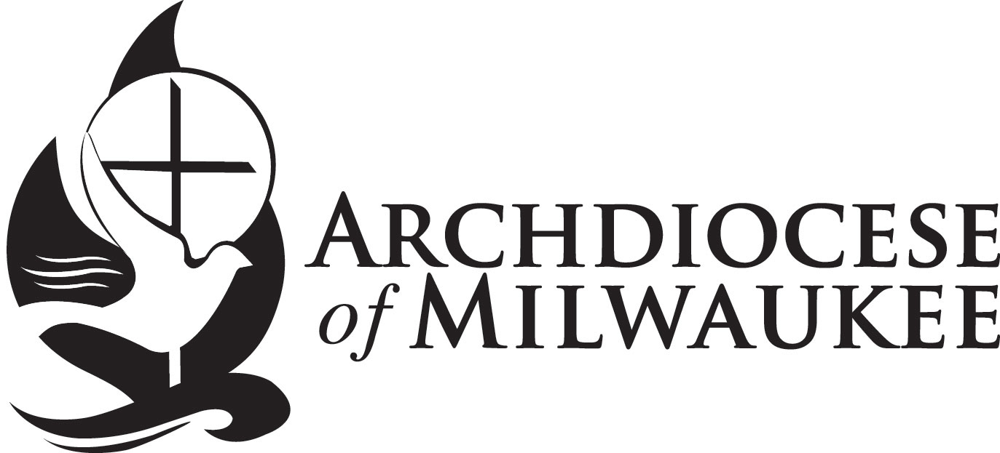 ARCHDIOCESE
of MILWAUKEE